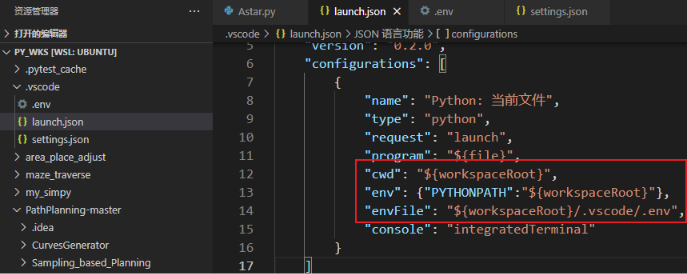 资源管理器
打开的编辑器
PY_WKS [WSL: UBUNTU]
.pytest_cache
.vscode
.env
launch.json
settings.json
area_place_adjust
maze_traverse
my_simpy
PathPlanning-master
.idea
CurvesGenerator
Sampling_based_Planning
Astar.py
launch.json
.env
settings.json
.vscode > launch.json > JSON 语言功能 > [ ] configurations
5 "version": "0.2.0",
6 "configurations": [
7 {
8 "name": "Python: 当前文件",
9 "type": "python",
10 "request": "launch",
11 "program": "${file}",
12 "cwd": "${workspaceRoot}",
13 "env": {"PYTHONPATH":"${workspaceRoot}"},
14 "envFile": "${workspaceRoot}/.vscode/.env",
15 "console": "integratedTerminal"
16 }
17 ]